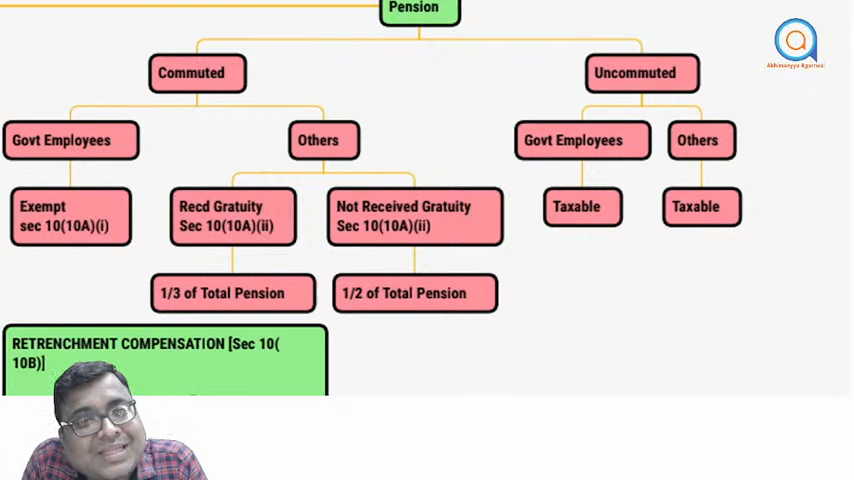 Pension
Abhimanyyu Agarrwal
Commuted
Uncommuted
Govt Employees
Others
Govt Employees
Others
Exempt
sec 10(10A)(i)
Recd Gratuity
Sec 10(10A)(ii)
Not Received Gratuity
Sec 10(10A)(ii)
Taxable
Taxable
1/3 of Total Pension
1/2 of Total Pension
RETRENCHMENT COMPENSATION [Sec 10(
10B)]